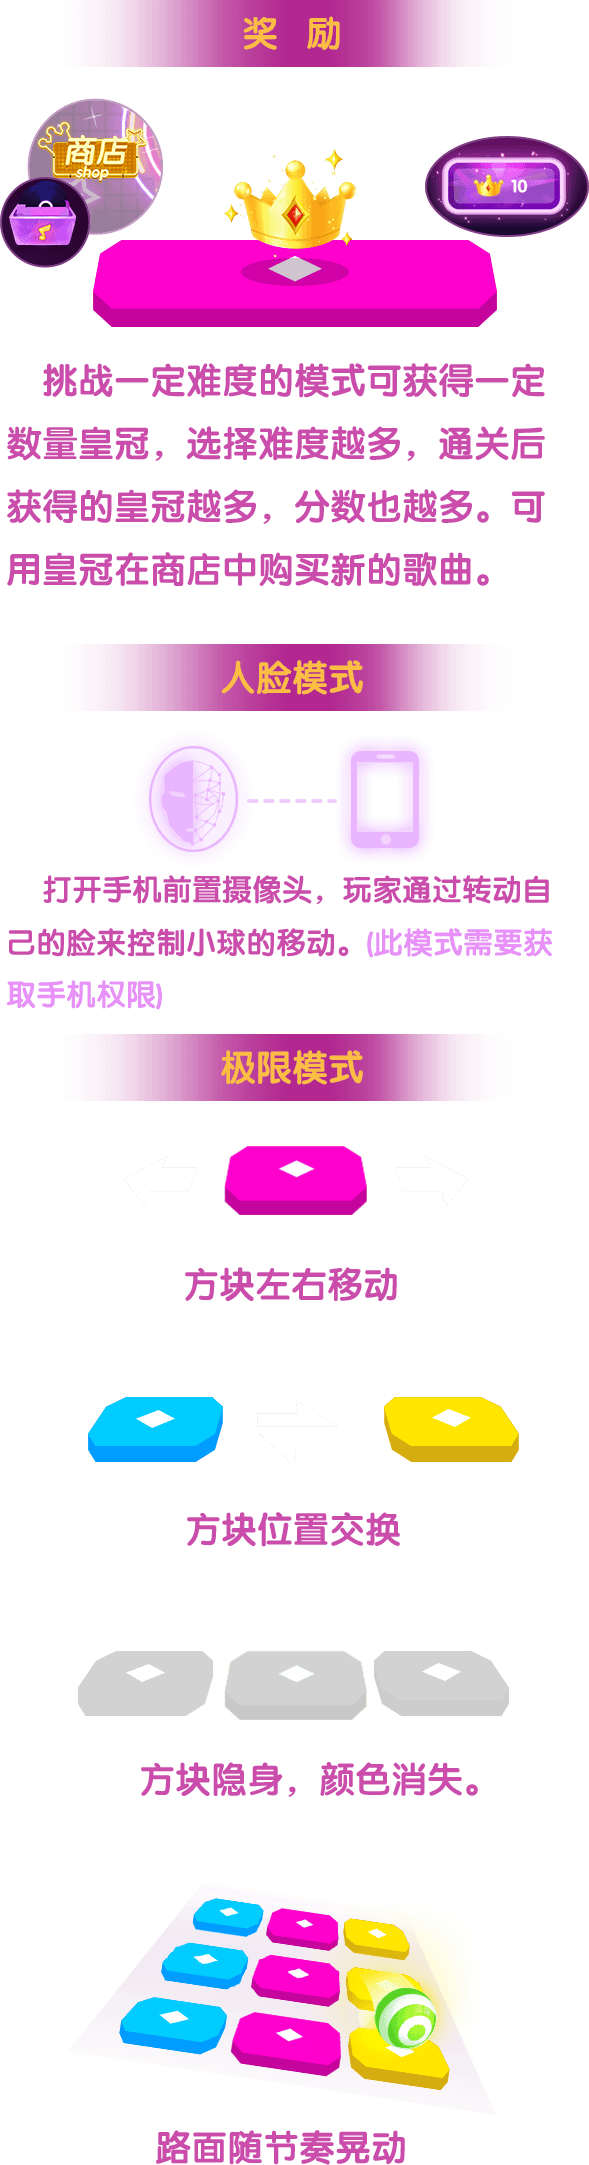 奖 励
商店
shop
10
挑战一定难度的模式可获得一定
数量皇冠，选择难度越多，通关后
获得的皇冠越多，分数也越多。可
用皇冠在商店中购买新的歌曲。
人脸模式
打开手机前置摄像头，玩家通过转动自
己的脸来控制小球的移动。(此模式需要获
取手机权限)
极限模式
方块左右移动
方块位置交换
方块隐身，颜色消失。
路面随节奏晃动